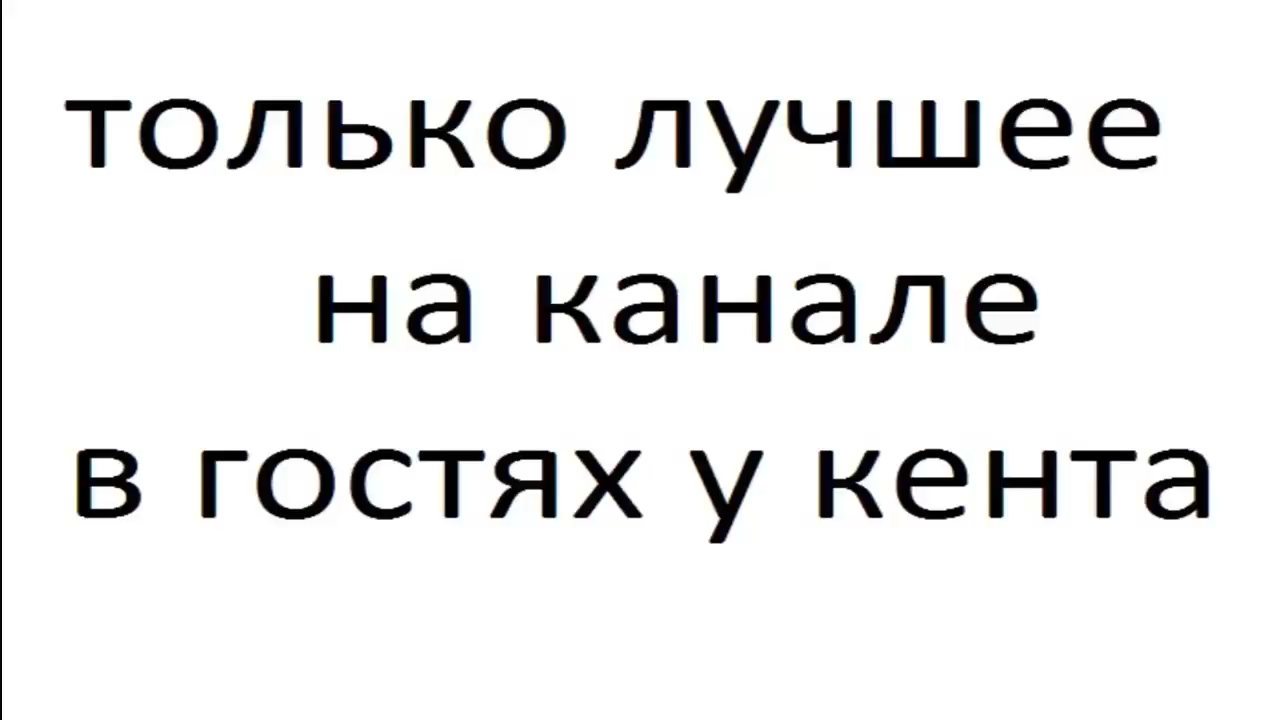 только лучшее
на канале
в гостях у кента